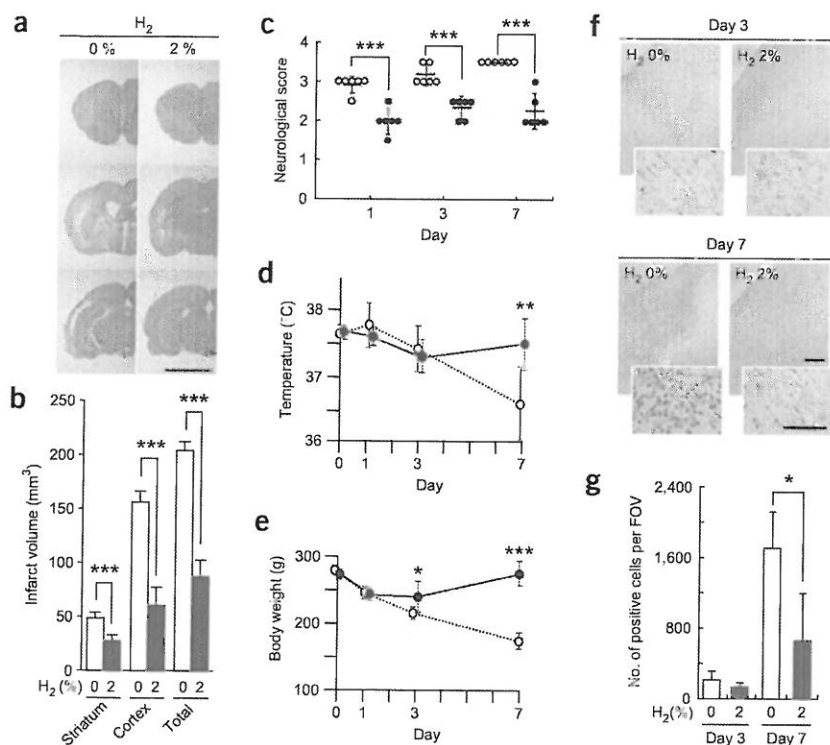 a
H₂
0 % 2 %
b
Infarct volume (mm³)
250
200
150
100
50
0
***
***
***
H₂(%) 0 2 0 2 0 2
Striatum
Cortex
Total
c
Neurological score
4
3
2
1
0
*** *** ***
1 3 7
Day
d
Temperature (°C)
38
37
36
**
0 1 3 7
Day
e
Body weight (g)
300
200
100
* ***
0 1 3 7
Day
f
Day 3
H₂ 0% H₂ 2%
Day 7
H₂ 0% H₂ 2%
g
No. of positive cells per FOV
2,400
1,600
800
0
*
H₂(%) 0 2 0 2
Day 3 Day 7